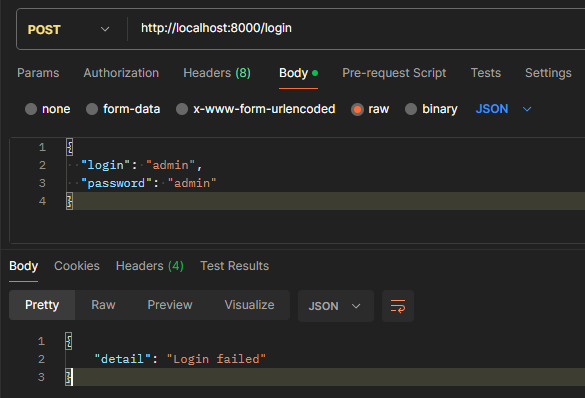 POST http://localhost:8000/login
Params Authorization Headers (8) Body Pre-request Script Tests Settings
none form-data x-www-form-urlencoded raw binary JSON
1 {
2 "login": "admin",
3 "password": "admin"
4 }
Body Cookies Headers (4) Test Results
Pretty Raw Preview Visualize JSON
1 {
2 "detail": "Login failed"
3 }